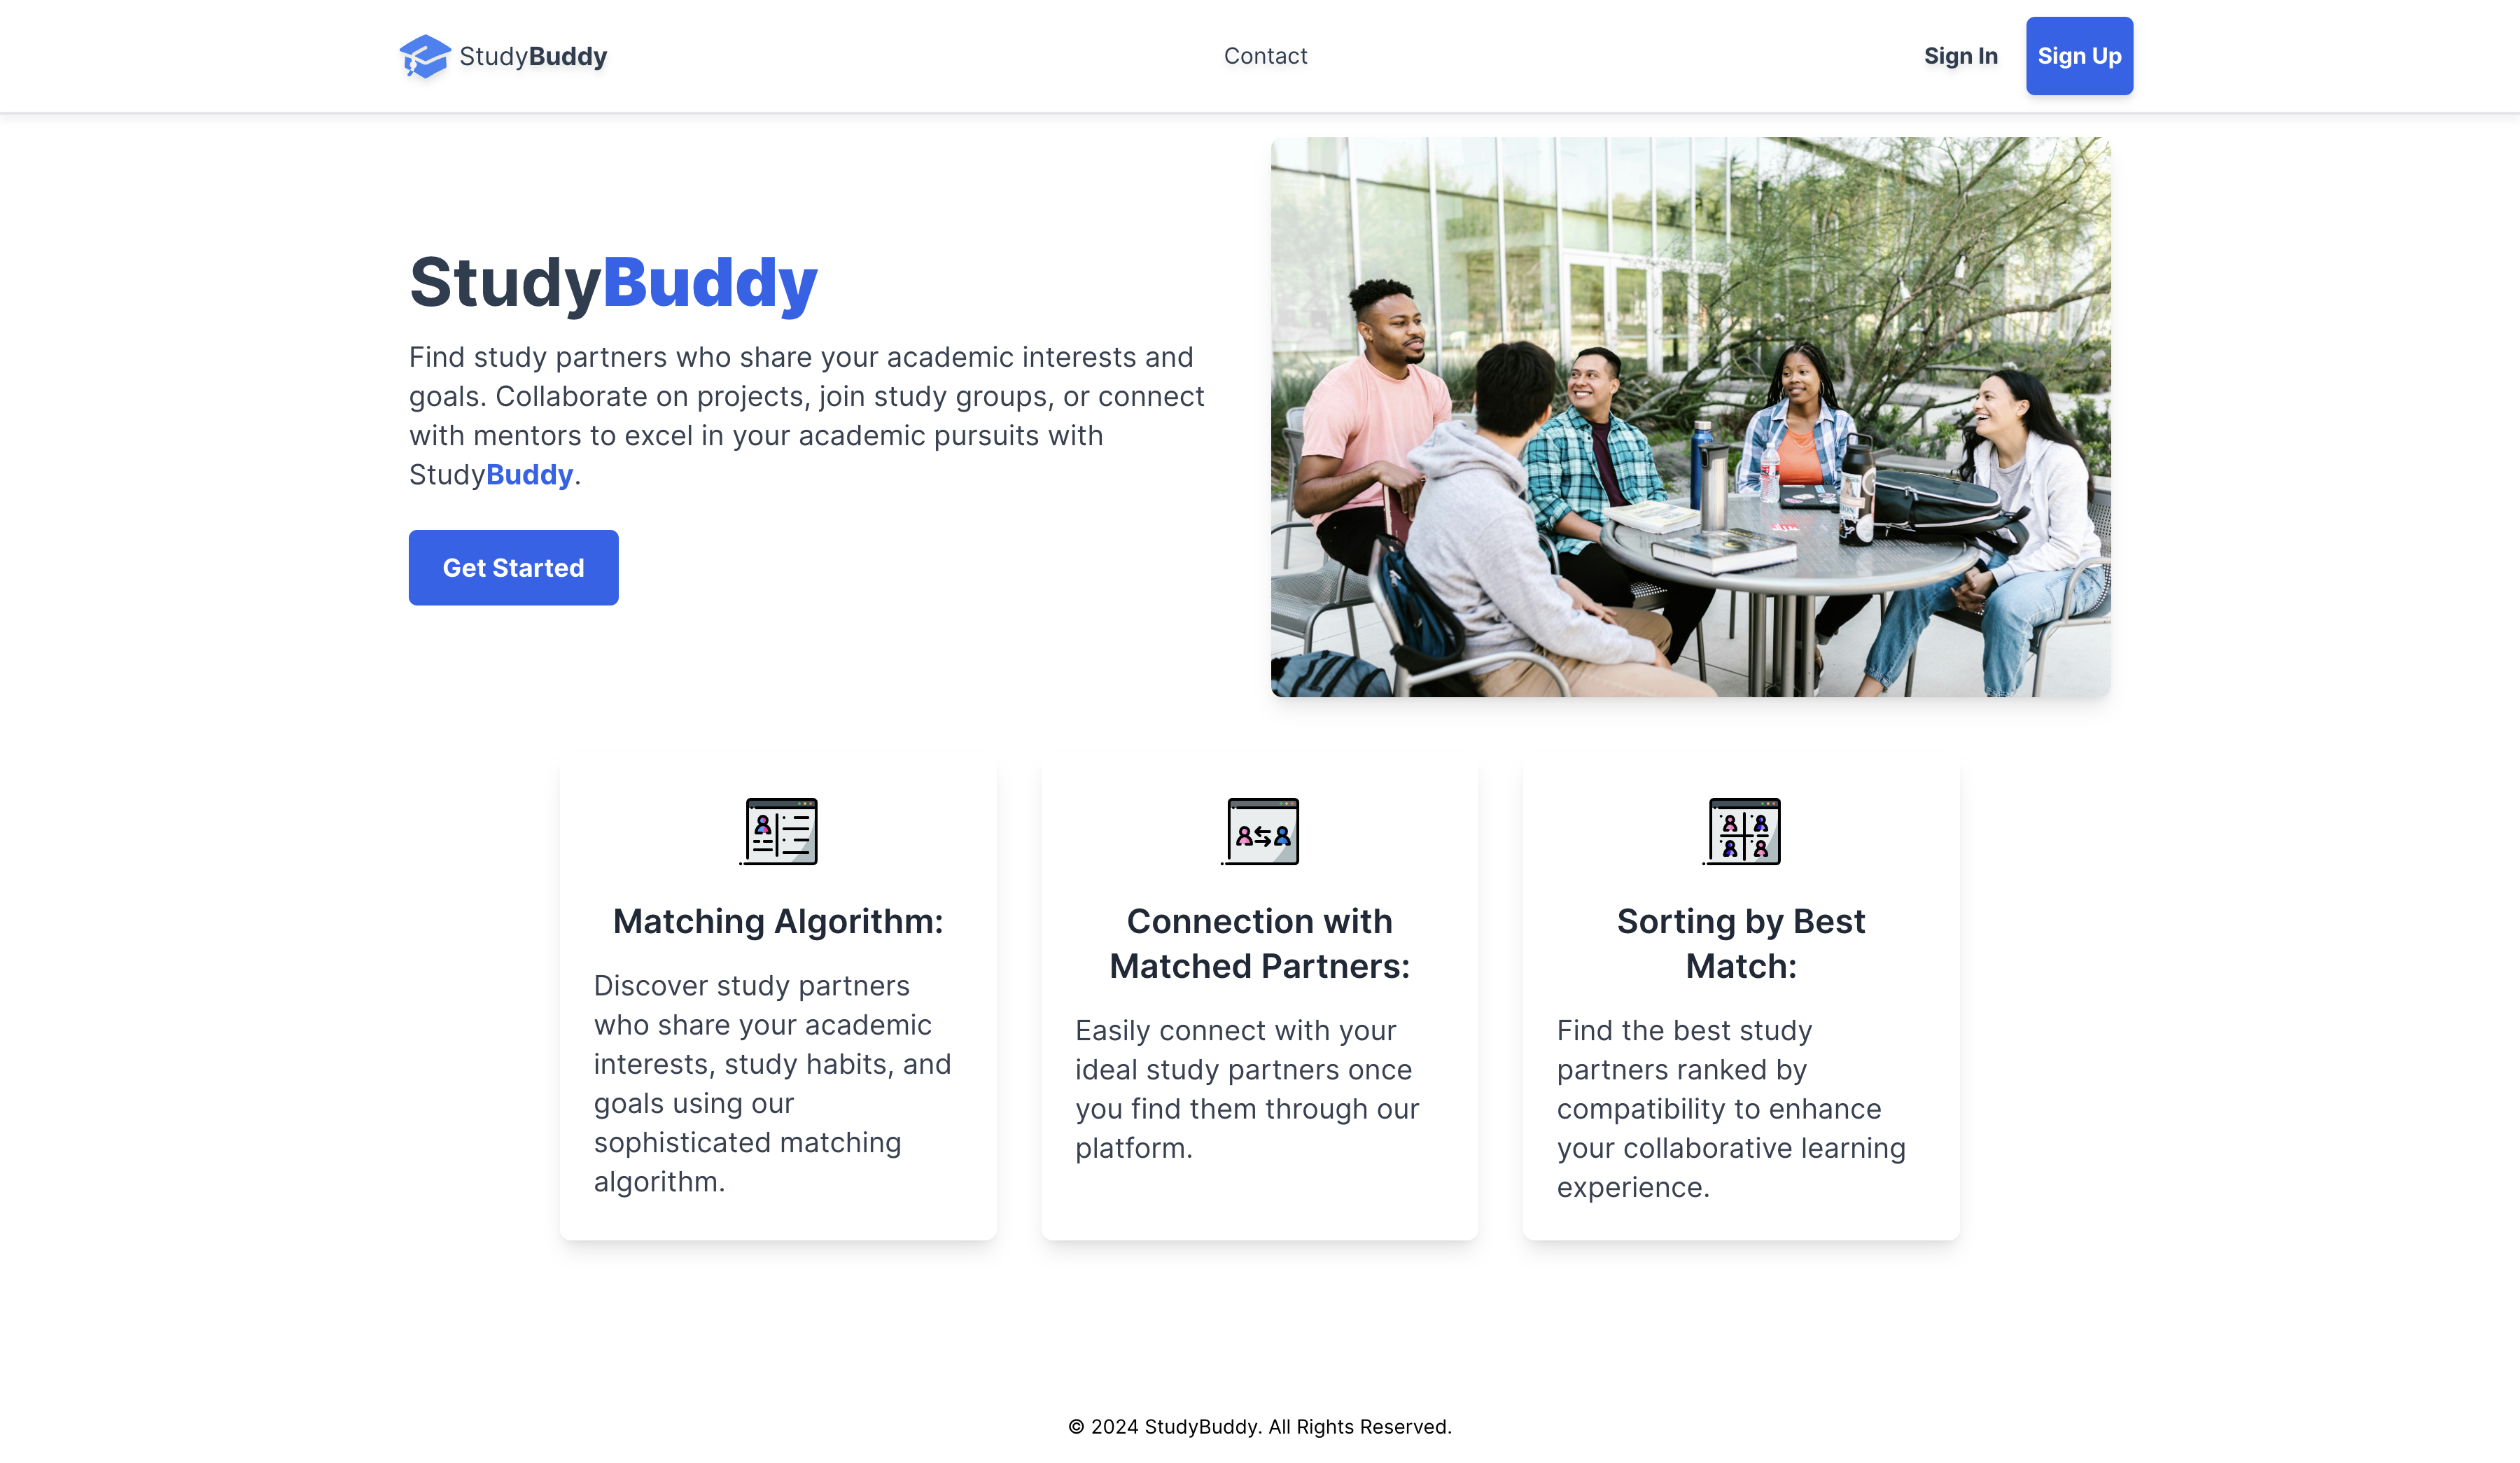 StudyBuddy
Contact
Sign In
Sign Up
StudyBuddy
Find study partners who share your academic interests and
goals. Collaborate on projects, join study groups, or connect
with mentors to excel in your academic pursuits with
StudyBuddy.
Get Started
Matching Algorithm:
Discover study partners
who share your academic
interests, study habits, and
goals using our
sophisticated matching
algorithm.
Connection with
Matched Partners:
Easily connect with your
ideal study partners once
you find them through our
platform.
Sorting by Best
Match:
Find the best study
partners ranked by
compatibility to enhance
your collaborative learning
experience.
© 2024 StudyBuddy. All Rights Reserved.